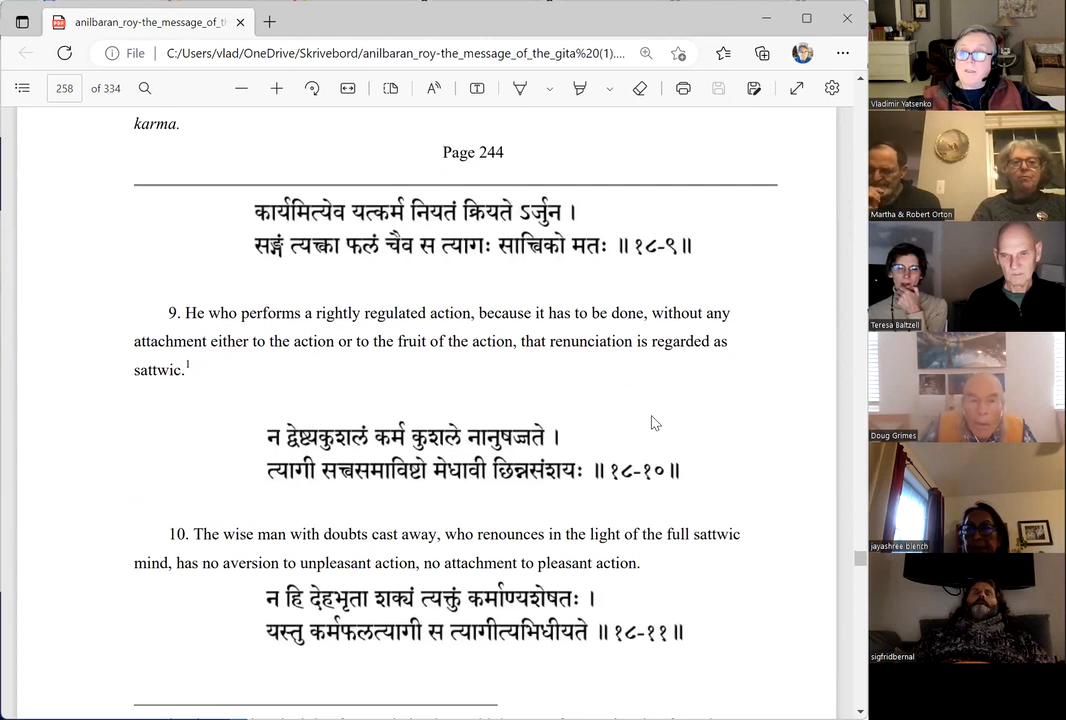 anilbaran_roy-the_message_of_t
File
C:/Users/vlad/OneDrive/Skrivebord/anilbaran_roy-the_message_of_the_gita%20(1)....
258 of 334
karma.
Page 244
कार्यमित्येव यत्कर्म नियतं क्रियते ऽर्जुन ।
सङ्गं त्यक्त्वा फलं चैव स त्यागः सात्त्विको मतः ॥१८-९॥
9. He who performs a rightly regulated action, because it has to be done, without any
attachment either to the action or to the fruit of the action, that renunciation is regarded as
sattwic.1
न द्वेष्ट्यकुशलं कर्म कुशले नानुषज्जते ।
त्यागी सत्त्वसमाविष्टो मेधावी छिन्नसंशयः ॥१८-१०॥
10. The wise man with doubts cast away, who renounces in the light of the full sattwic
mind, has no aversion to unpleasant action, no attachment to pleasant action.
न हि देहभृता शक्यं त्यक्तुं कर्माण्यशेषतः ।
यस्तु कर्मफलत्यागी स त्यागीत्यभिधीयते ॥१८-११॥
Vladimir Yatsenko
Martha & Robert Orton
Teresa Baltzell
Doug Grimes
jayashree blench
sigfridbernal